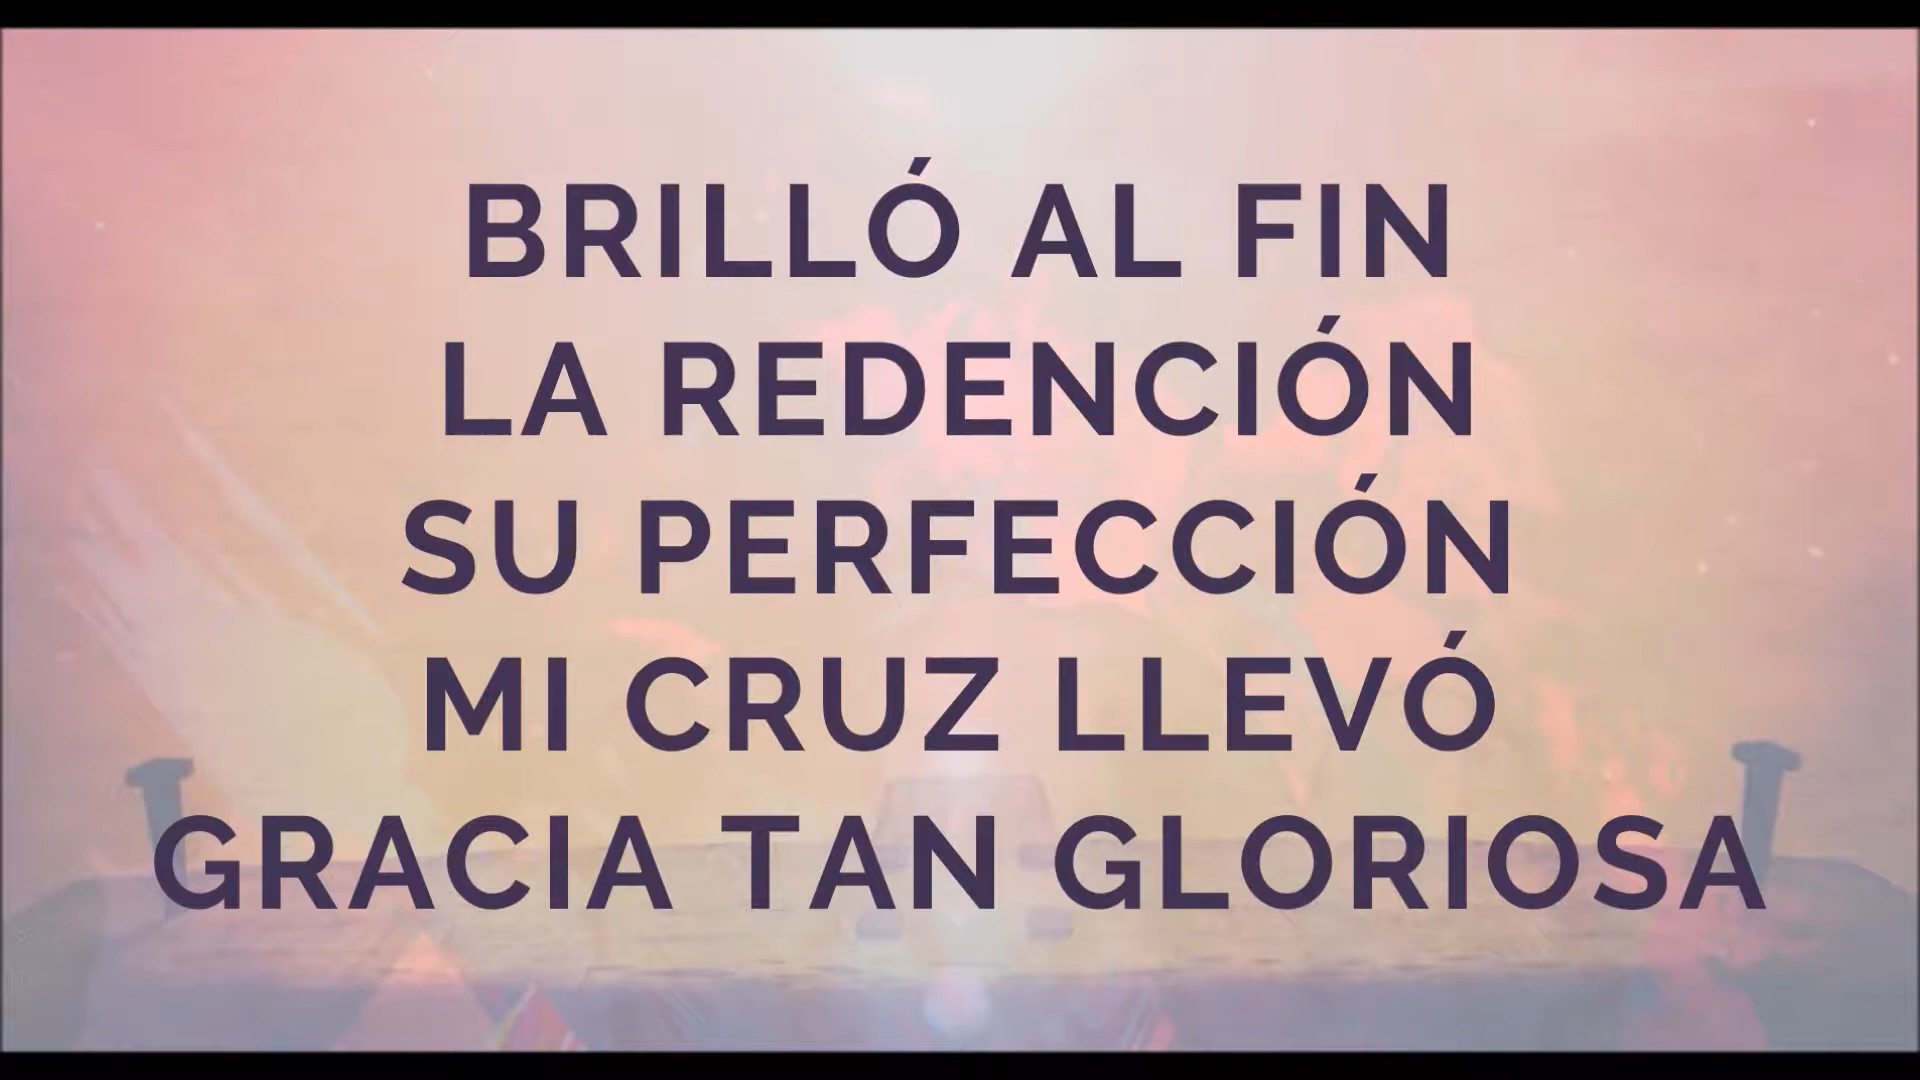 BRILLÓ AL FIN
LA REDENCIÓN
SU PERFECCIÓN
MI CRUZ LLEVÓ
GRACIA TAN GLORIOSA